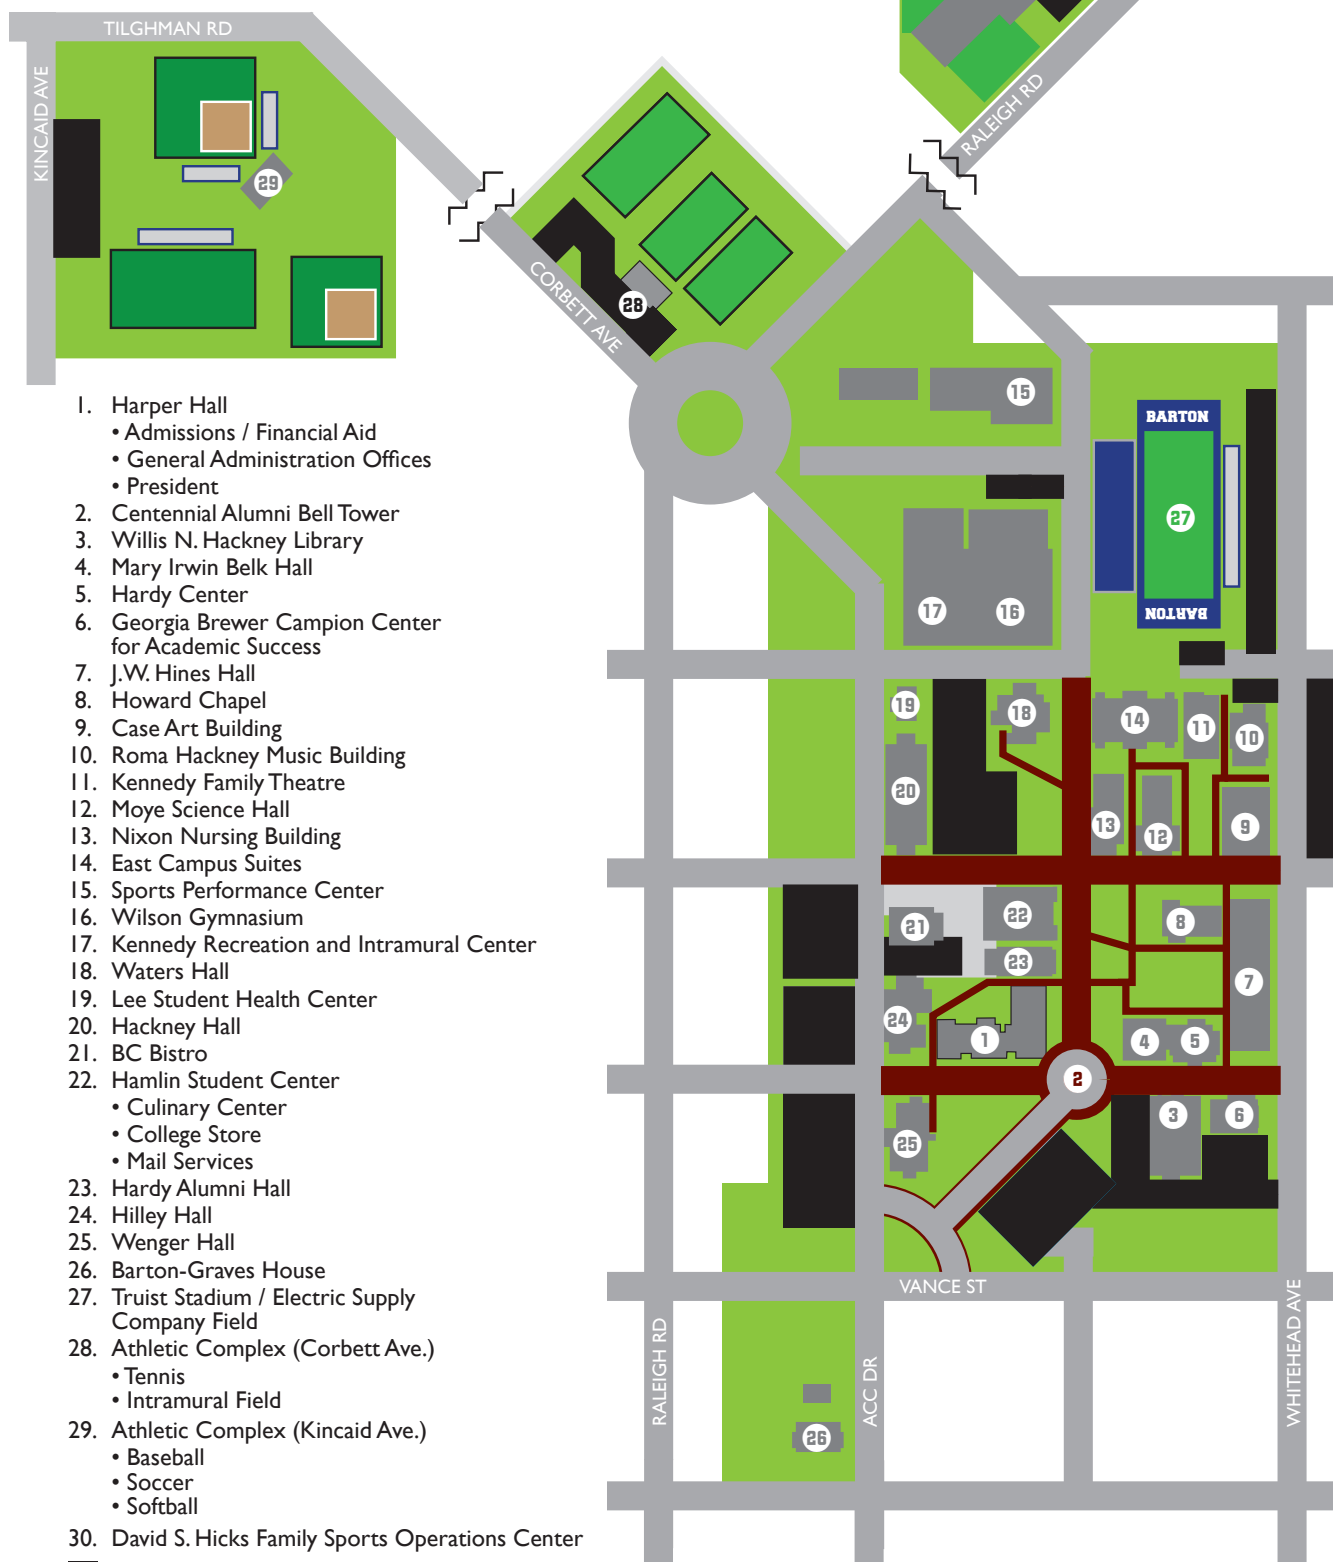 TILGHMAN RD
KINCAID AVE
RALEIGH RD
CORBETT AVE
29
28
15
BARTON
27
BARTON
17
16
19
18
14
11
10
20
13
12
9
21
22
8
23
7
24
1
4
5
2
3
6
25
VANCE ST
RALEIGH RD
ACC DR
WHITEHEAD AVE
26
1. Harper Hall
• Admissions / Financial Aid
• General Administration Offices
• President
2. Centennial Alumni Bell Tower
3. Willis N. Hackney Library
4. Mary Irwin Belk Hall
5. Hardy Center
6. Georgia Brewer Campion Center
for Academic Success
7. J.W. Hines Hall
8. Howard Chapel
9. Case Art Building
10. Roma Hackney Music Building
11. Kennedy Family Theatre
12. Moye Science Hall
13. Nixon Nursing Building
14. East Campus Suites
15. Sports Performance Center
16. Wilson Gymnasium
17. Kennedy Recreation and Intramural Center
18. Waters Hall
19. Lee Student Health Center
20. Hackney Hall
21. BC Bistro
22. Hamlin Student Center
• Culinary Center
• College Store
• Mail Services
23. Hardy Alumni Hall
24. Hilley Hall
25. Wenger Hall
26. Barton-Graves House
27. Truist Stadium / Electric Supply
Company Field
28. Athletic Complex (Corbett Ave.)
• Tennis
• Intramural Field
29. Athletic Complex (Kincaid Ave.)
• Baseball
• Soccer
• Softball
30. David S. Hicks Family Sports Operations Center